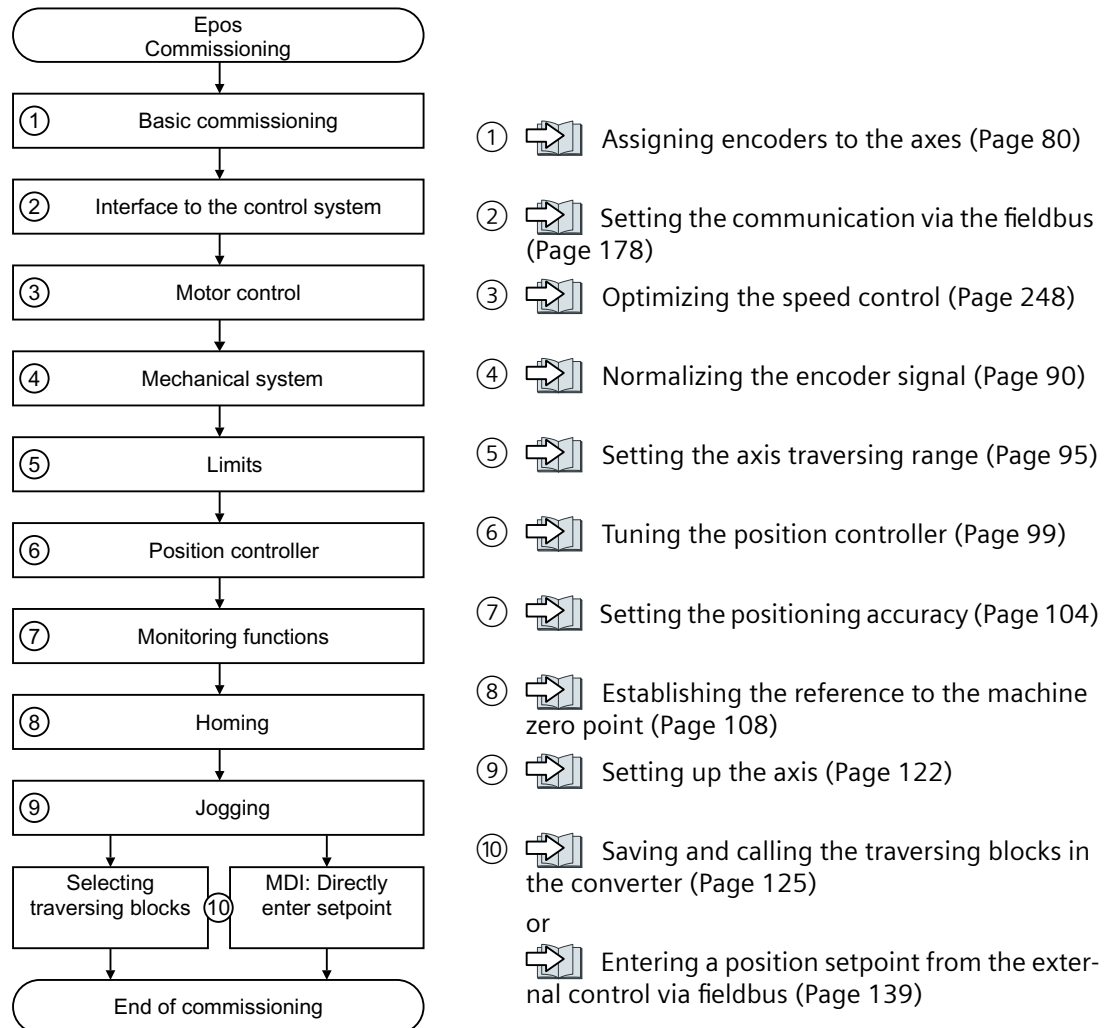 Epos
Commissioning
① Basic commissioning
② Interface to the control system
③ Motor control
④ Mechanical system
⑤ Limits
⑥ Position controller
⑦ Monitoring functions
⑧ Homing
⑨ Jogging
Selecting
traversing blocks
⑩
MDI: Directly
enter setpoint
End of commissioning
① Assigning encoders to the axes (Page 80)
② Setting the communication via the fieldbus
(Page 178)
③ Optimizing the speed control (Page 248)
④ Normalizing the encoder signal (Page 90)
⑤ Setting the axis traversing range (Page 95)
⑥ Tuning the position controller (Page 99)
⑦ Setting the positioning accuracy (Page 104)
⑧ Establishing the reference to the machine
zero point (Page 108)
⑨ Setting up the axis (Page 122)
⑩ Saving and calling the traversing blocks in
the converter (Page 125)
or
Entering a position setpoint from the exter-
nal control via fieldbus (Page 139)